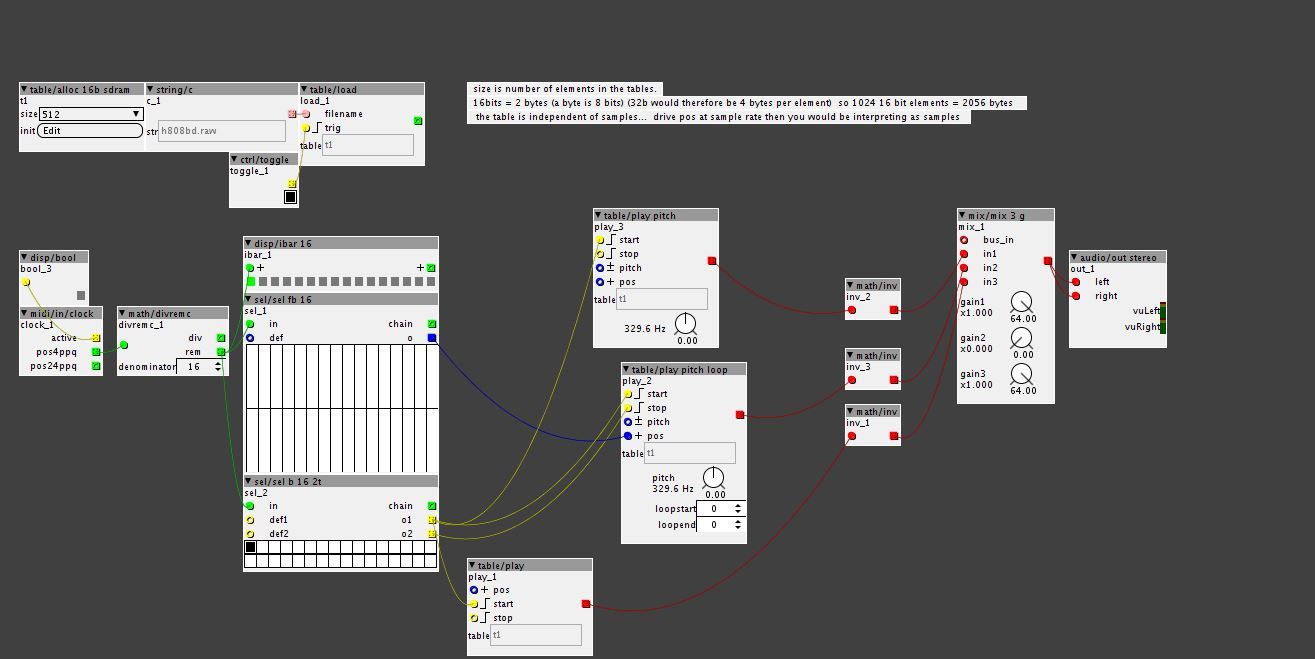 table/alloc 16b sdram
t1
size 512
init Edit
string/c
c_1
str h808bd.raw
table/load
load_1
filename
trig
table t1
ctrl/toggle
toggle_1
size is number of elements in the tables.
16bits = 2 bytes (a byte is 8 bits) (32b would therefore be 4 bytes per element) so 1024 16 bit elements = 2056 bytes
the table is independent of samples... drive pos at sample rate then you would be interpreting as samples
disp/bool
bool_3
midi/in/clock
clock_1
active
pos4ppq
pos24ppq
math/divremc
divremc_1
div
rem
denominator 16
disp/ibar 16
ibar_1
+ +
sel/sel fb 16
sel_1
in chain
def o
sel/sel b 16 2t
sel_2
in chain
def1 o1
def2 o2
table/play pitch
play_3
start
stop
± pitch
+ pos
table t1
329.6 Hz
0.00
table/play pitch loop
play_2
start
stop
± pitch
+ pos
table t1
pitch
329.6 Hz
0.00
loopstart 0
loopend 0
table/play
play_1
+ pos
start
stop
table t1
math/inv
inv_2
math/inv
inv_3
math/inv
inv_1
mix/mix 3 g
mix_1
bus_in
in1
in2
in3
gain1
x1.000
64.00
gain2
x0.000
0.00
gain3
x1.000
64.00
audio/out stereo
out_1
left
right
vuLeft
vuRight